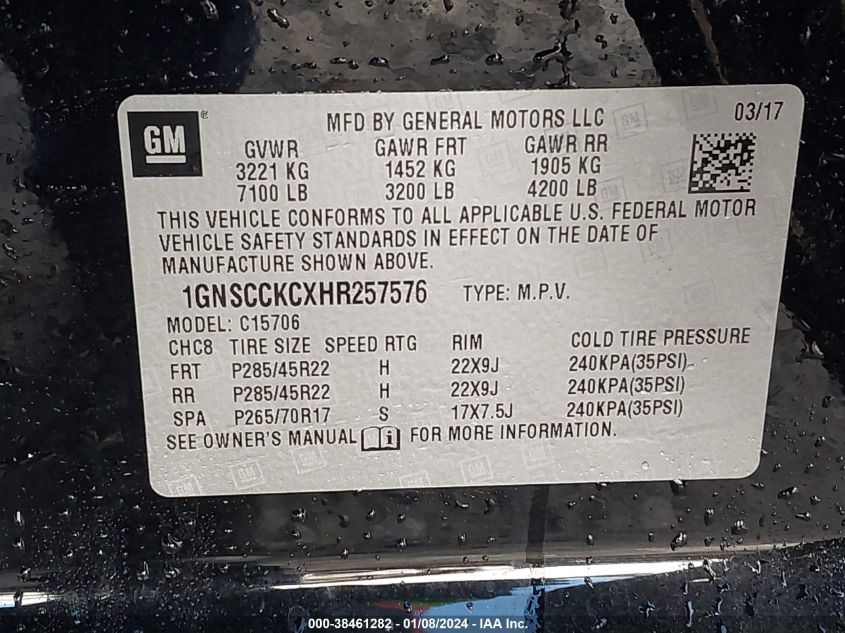 GM ®
MFD BY GENERAL MOTORS LLC 03/17
GVWR GAWR FRT GAWR RR
3221 KG 1452 KG 1905 KG
7100 LB 3200 LB 4200 LB
THIS VEHICLE CONFORMS TO ALL APPLICABLE U.S. FEDERAL MOTOR
VEHICLE SAFETY STANDARDS IN EFFECT ON THE DATE OF
MANUFACTURE SHOWN ABOVE.
1GNSCCKCXHR257576 TYPE: M.P.V.
MODEL: C15706
CHC8 TIRE SIZE SPEED RTG RIM COLD TIRE PRESSURE
FRT P285/45R22 H 22X9J 240KPA(35PSI)
RR P285/45R22 H 22X9J 240KPA(35PSI)
SPA P265/70R17 S 17X7.5J 240KPA(35PSI)
SEE OWNER'S MANUAL i FOR MORE INFORMATION.
000-38461282 - 01/08/2024 - IAA Inc.